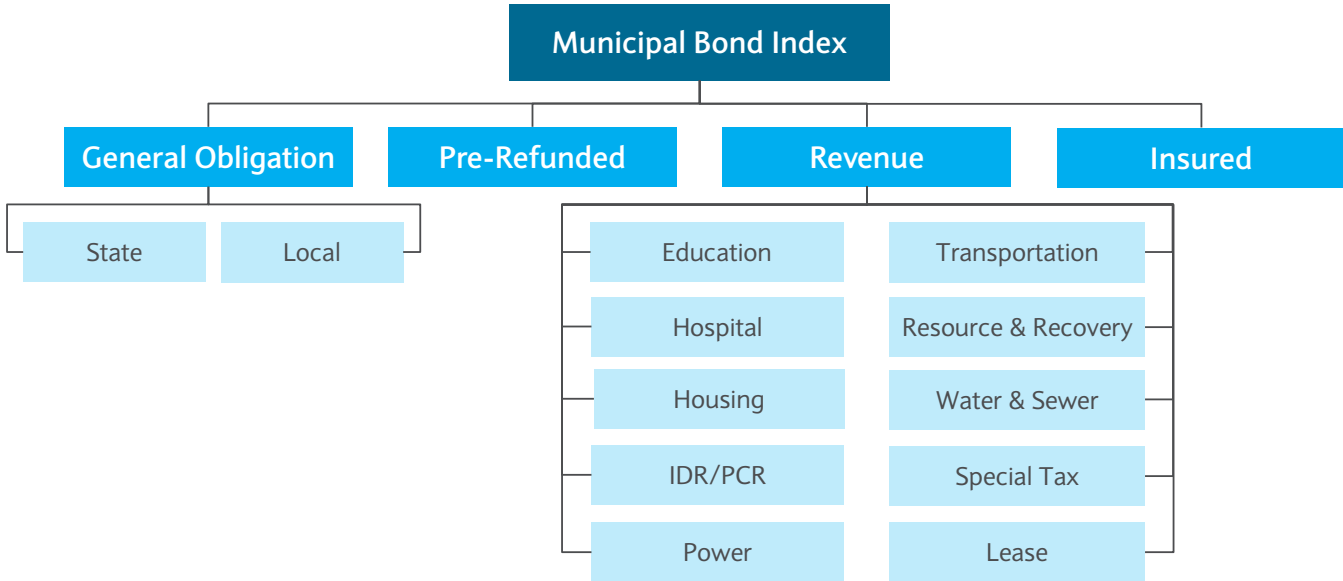 Municipal Bond Index
General Obligation
Pre-Refunded
Revenue
Insured
State
Local
Education
Transportation
Hospital
Resource & Recovery
Housing
Water & Sewer
IDR/PCR
Special Tax
Power
Lease